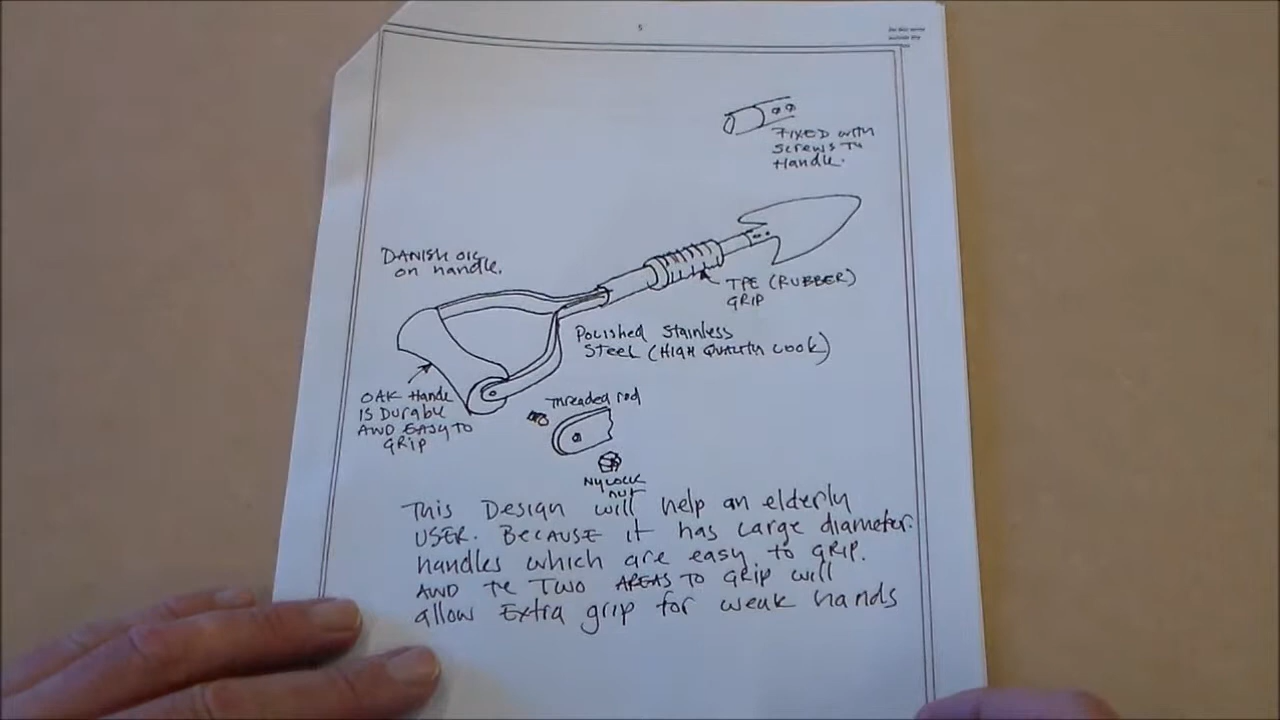 5
FIXED with
Screws To
Handle.
DANISH OIL
on handle.
TPE (RUBBER)
GRIP
Polished Stainless
Steel (HIGH QUALITY LOOK)
OAK Handle
IS Durable
AND EASY TO
GRIP
Threaded rod
Nylock
nut
This Design will help an elderly
USER. BECAUSE it has large diameter
handles which are easy to GRIP.
AND te TWO AREAS TO GRIP will
allow Extra grip for weak hands